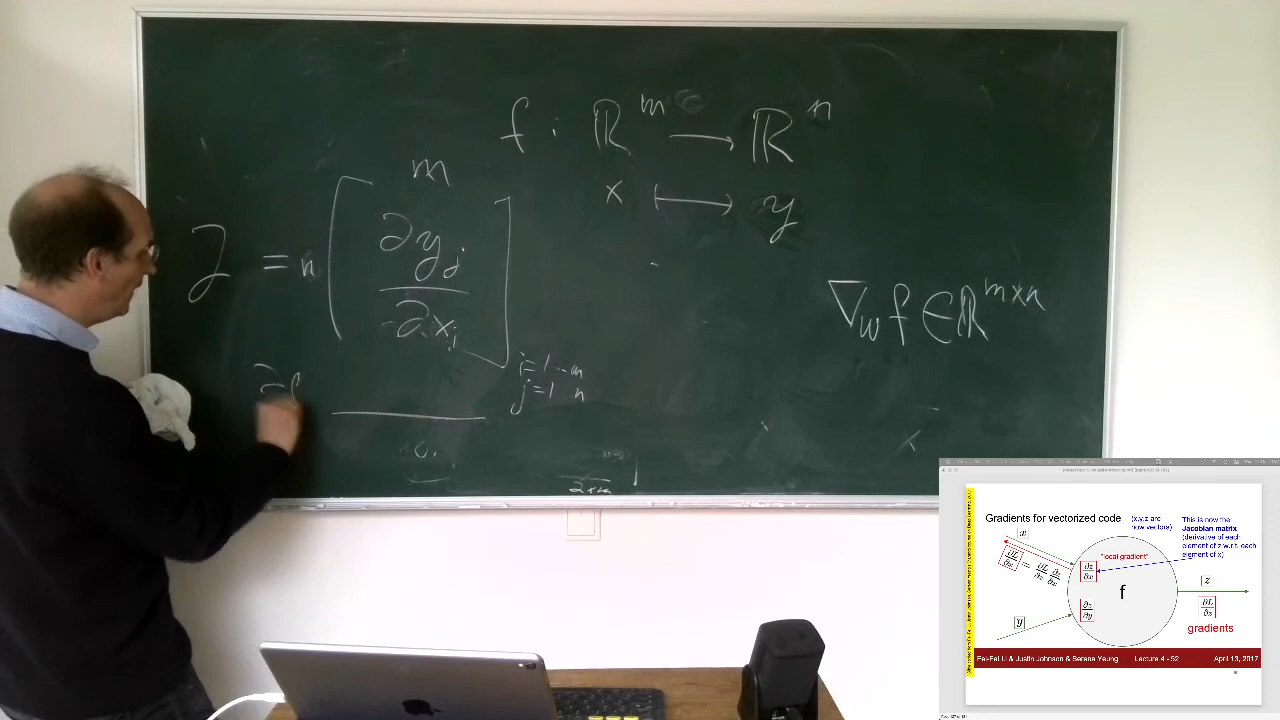 f : ℝ^m → ℝ^n
x ↦ y
m
J = n [ ∂y_j / ∂x_i ]
i=1...m
j=1 n
∇_w f ∈ ℝ^{m×n}
∂f
Gradients for vectorized code
(x,y,z are now vectors)
This is now the
Jacobian matrix
(derivative of each
element of z w.r.t. each
element of x)
x
"local gradient"
∂L/∂x = ∂L/∂z ∂z/∂x
∂z/∂x
f
z
∂z/∂y
∂L/∂z
y
gradients
Fei-Fei Li & Justin Johnson & Serena Yeung Lecture 4 - 52 April 13, 2017